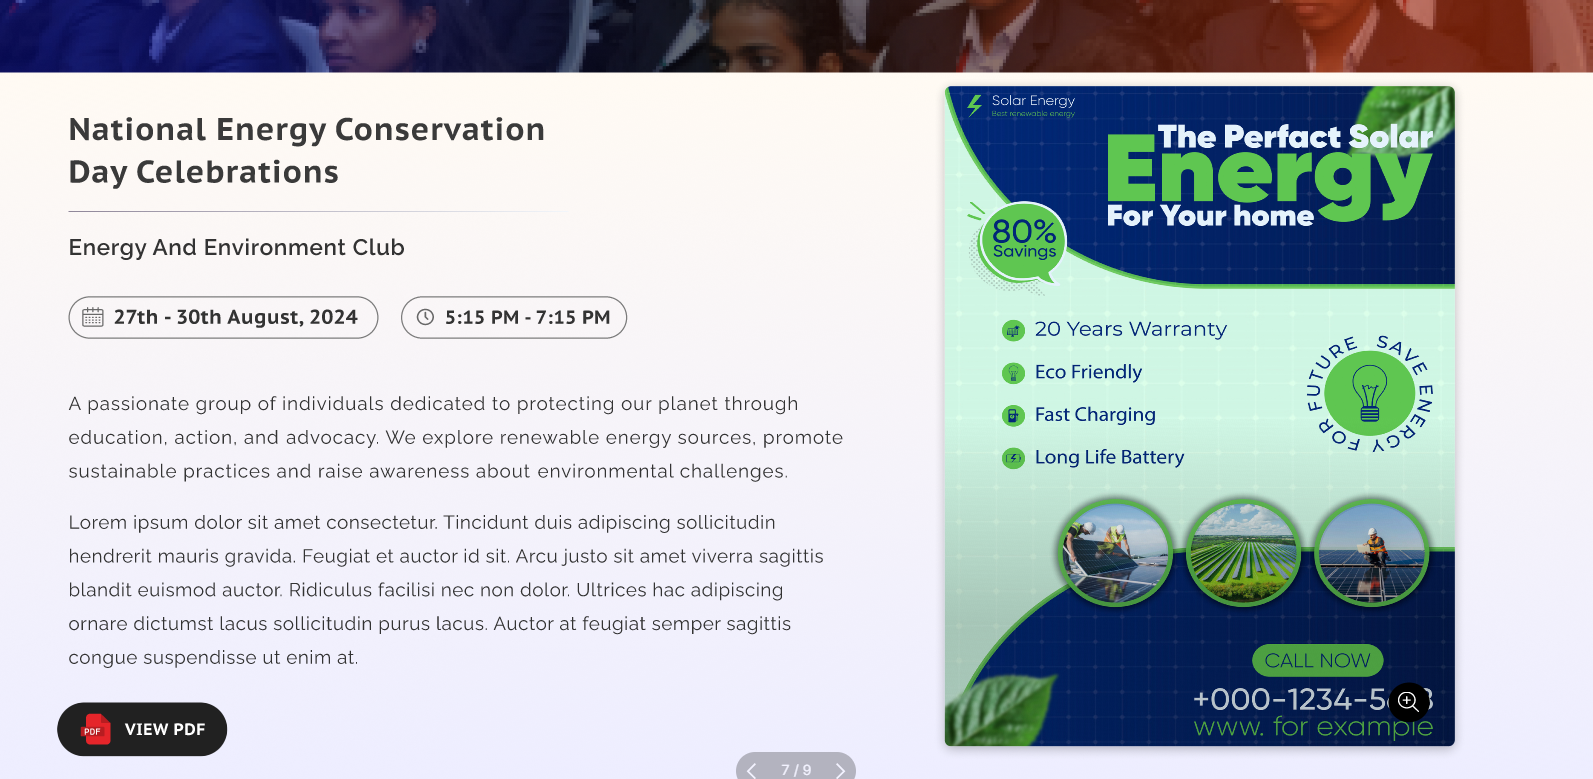 National Energy Conservation
Day Celebrations
Energy And Environment Club
27th - 30th August, 2024
5:15 PM - 7:15 PM
A passionate group of individuals dedicated to protecting our planet through
education, action, and advocacy. We explore renewable energy sources, promote
sustainable practices and raise awareness about environmental challenges.
Lorem ipsum dolor sit amet consectetur. Tincidunt duis adipiscing sollicitudin
hendrerit mauris gravida. Feugiat et auctor id sit. Arcu justo sit amet viverra sagittis
blandit euismod auctor. Ridiculus facilisi nec non dolor. Ultrices hac adipiscing
ornare dictumst lacus sollicitudin purus lacus. Auctor at feugiat semper sagittis
congue suspendisse ut enim at.
PDF
VIEW PDF
7 / 9
Solar Energy
Best renewable energy
The Perfact Solar
Energy
For Your home
80%
Savings
20 Years Warranty
Eco Friendly
Fast Charging
Long Life Battery
SAVE ENERGY FOR FUTURE
CALL NOW
+000-1234-5
www. for example